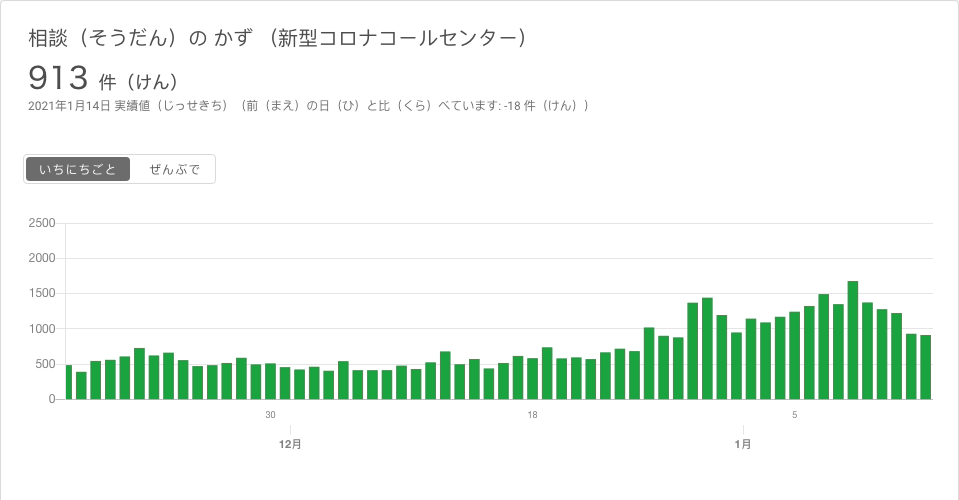 相談（そうだん）の かず （新型コロナコールセンター）
913 件（けん）
2021年1月14日 実績値（じっせきち）（前（まえ）の日（ひ）と比（くら）べています: -18 件（けん））
いちにちごと ぜんぶで
2500
2000
1500
1000
500
0
30 18 5
12月 1月